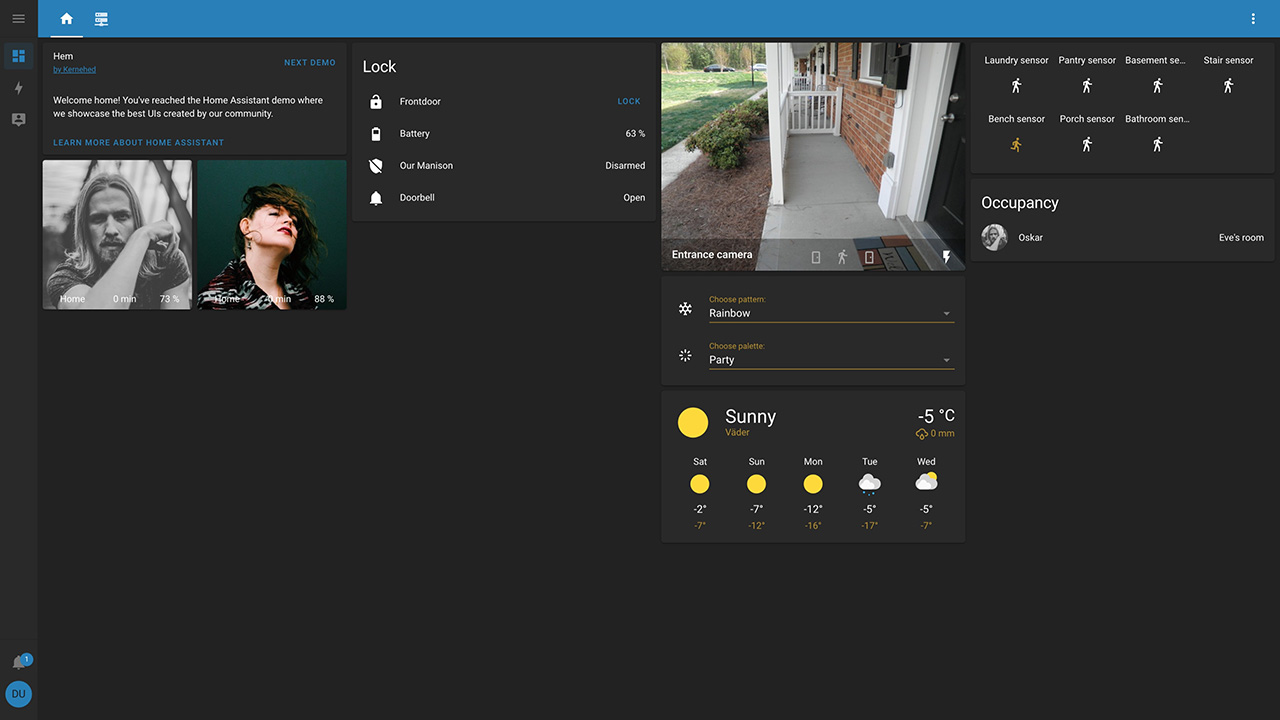 Hem
by Kernehed
NEXT DEMO
Welcome home! You've reached the Home Assistant demo where
we showcase the best UIs created by our community.
LEARN MORE ABOUT HOME ASSISTANT
Home 0 min 73 %
Home 0 min 88 %
Lock
Frontdoor LOCK
Battery 63 %
Our Manison Disarmed
Doorbell Open
Entrance camera
Choose pattern:
Rainbow
Choose palette:
Party
Sunny -5 °C
Väder 0 mm
Sat Sun Mon Tue Wed
-2° -7° -12° -5° -5°
-7° -12° -16° -17° -7°
Laundry sensor Pantry sensor Basement se... Stair sensor
Bench sensor Porch sensor Bathroom sen...
Occupancy
Oskar Eve's room
1
DU